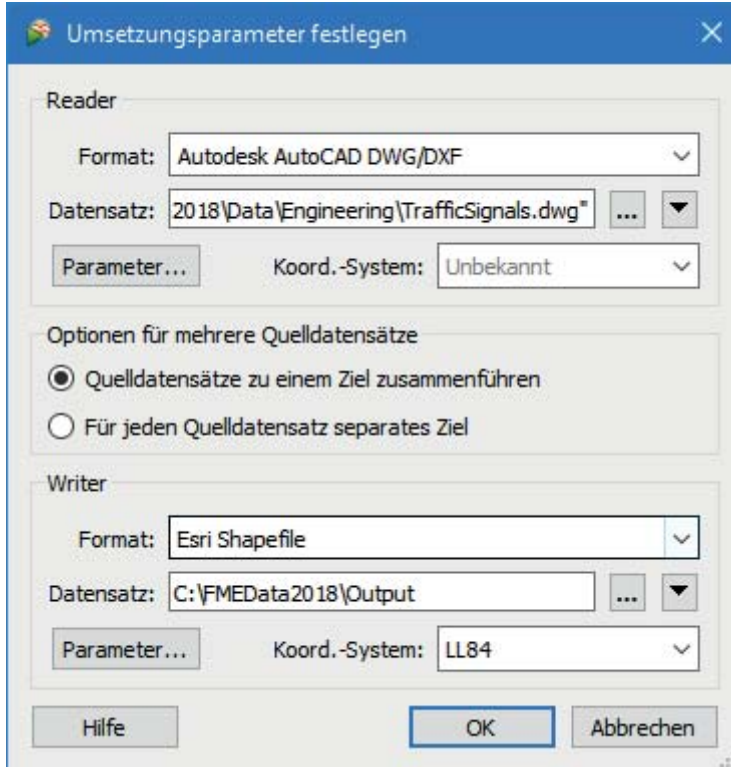 Umsetzungsparameter festlegen
Reader
Format: Autodesk AutoCAD DWG/DXF
Datensatz: 2018\Data\Engineering\TrafficSignals.dwg" ...
Parameter... Koord.-System: Unbekannt
Optionen für mehrere Quelldatensätze
Quelldatensätze zu einem Ziel zusammenführen
Für jeden Quelldatensatz separates Ziel
Writer
Format: Esri Shapefile
Datensatz: C:\FMEData2018\Output ...
Parameter... Koord.-System: LL84
Hilfe OK Abbrechen